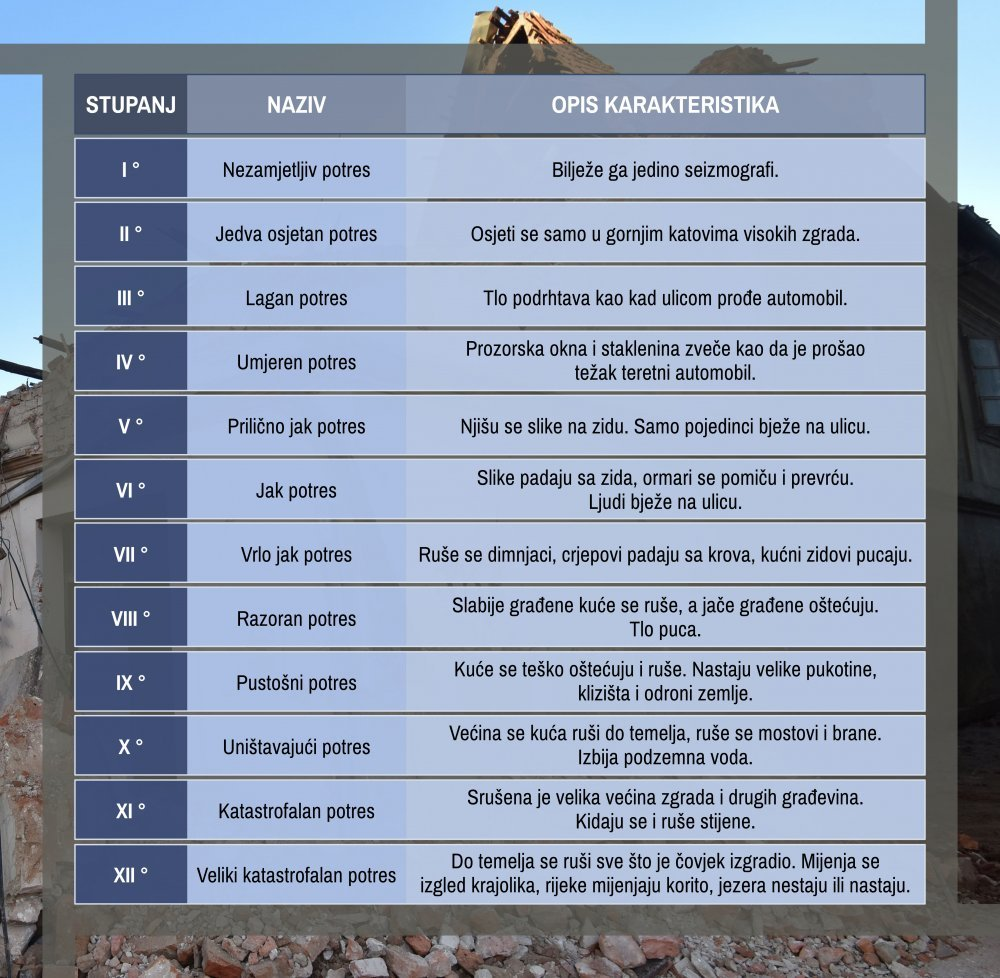 STUPANJ NAZIV OPIS KARAKTERISTIKA
I ° Nezamjetljiv potres Bilježe ga jedino seizmografi.
II ° Jedva osjetan potres Osjeti se samo u gornjim katovima visokih zgrada.
III ° Lagan potres Tlo podrhtava kao kad ulicom prođe automobil.
IV ° Umjeren potres Prozorska okna i staklenina zveče kao da je prošao
težak teretni automobil.
V ° Prilično jak potres Njišu se slike na zidu. Samo pojedinci bježe na ulicu.
VI ° Jak potres Slike padaju sa zida, ormari se pomiču i prevrću.
Ljudi bježe na ulicu.
VII ° Vrlo jak potres Ruše se dimnjaci, crjepovi padaju sa krova, kućni zidovi pucaju.
VIII ° Razoran potres Slabije građene kuće se ruše, a jače građene oštećuju.
Tlo puca.
IX ° Pustošni potres Kuće se teško oštećuju i ruše. Nastaju velike pukotine,
klizišta i odroni zemlje.
X ° Uništavajući potres Većina se kuća ruši do temelja, ruše se mostovi i brane.
Izbija podzemna voda.
XI ° Katastrofalan potres Srušena je velika većina zgrada i drugih građevina.
Kidaju se i ruše stijene.
XII ° Veliki katastrofalan potres Do temelja se ruši sve što je čovjek izgradio. Mijenja se
izgled krajolika, rijeke mijenjaju korito, jezera nestaju ili nastaju.